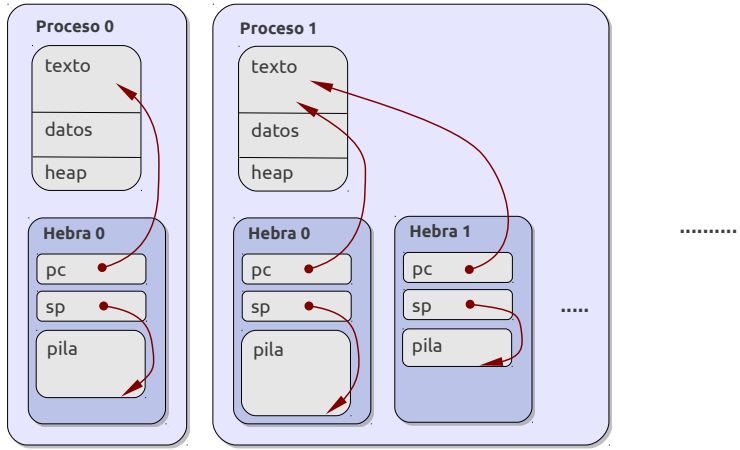 Proceso 0
texto
datos
heap
Hebra 0
pc
sp
pila
Proceso 1
texto
datos
heap
Hebra 0
pc
sp
pila
Hebra 1
pc
sp
pila
.....
..........